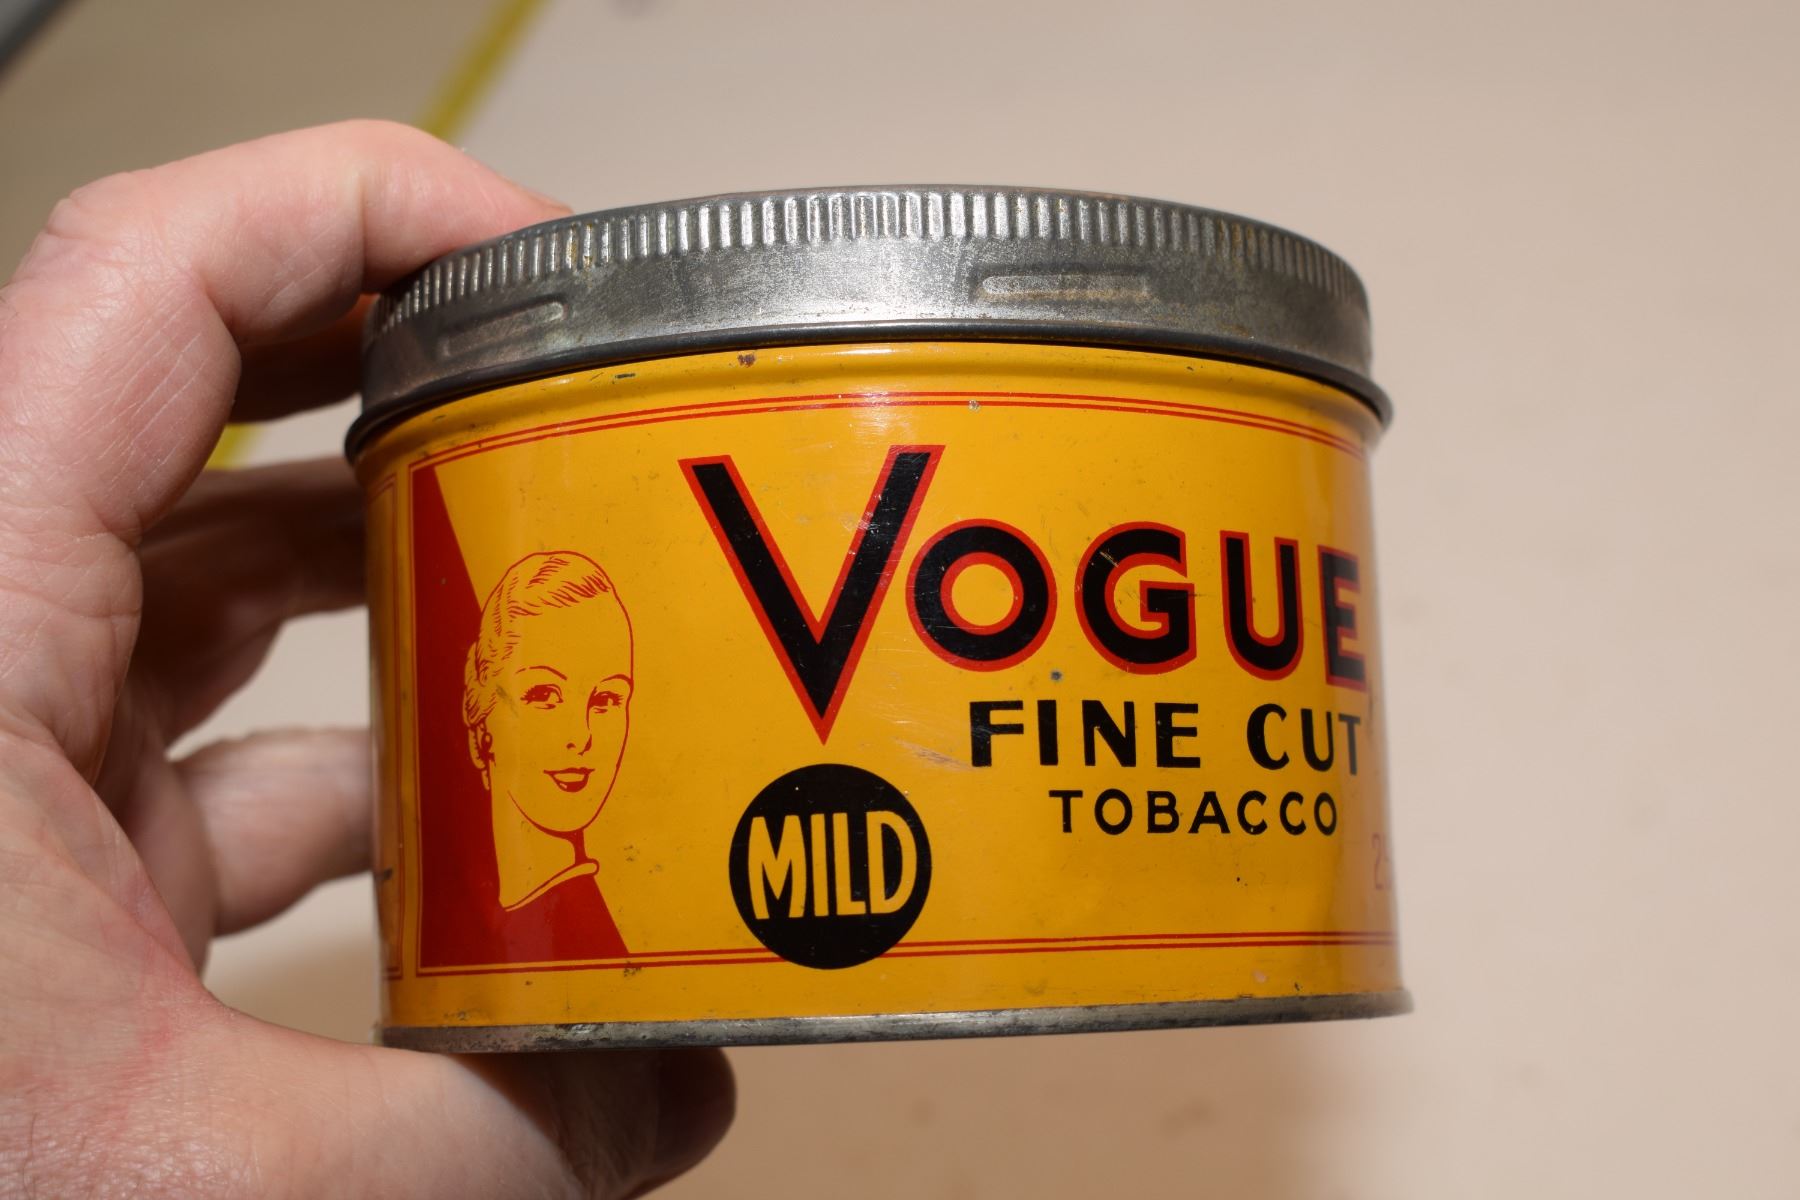 VOGUE
FINE CUT
TOBACCO
MILD